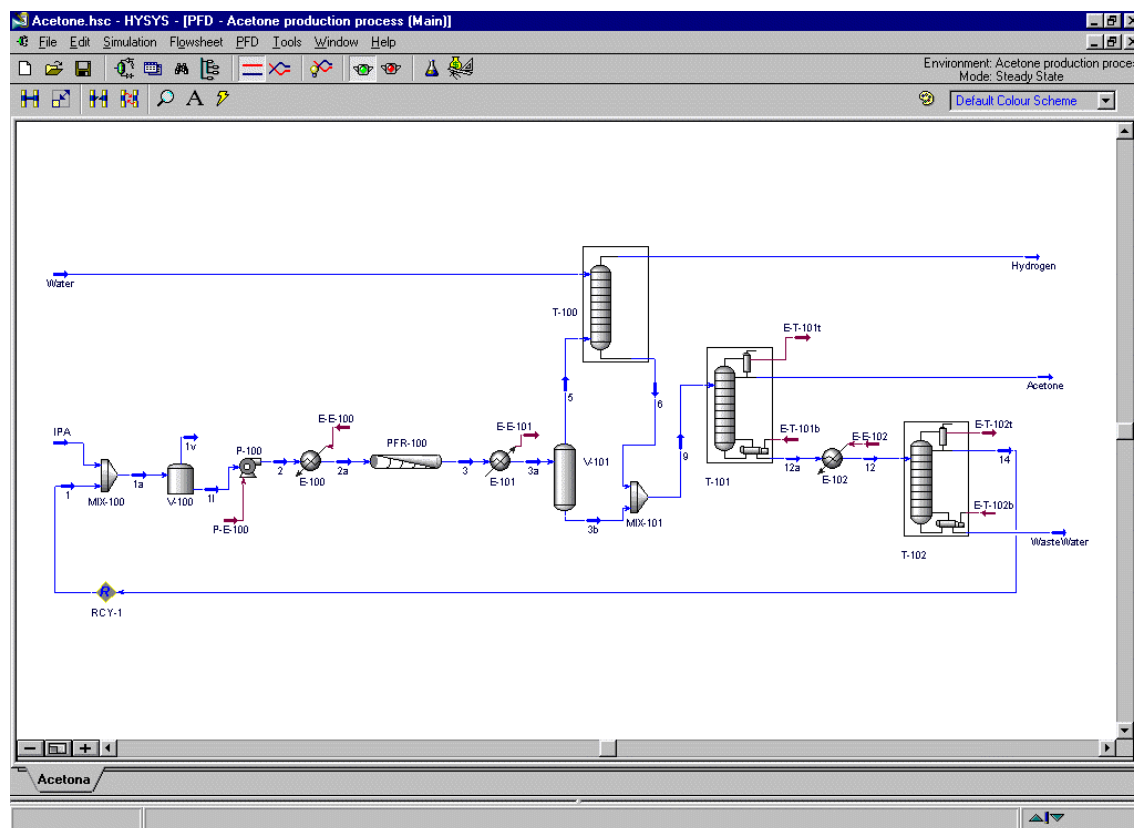 Acetone.hsc - HYSYS - [PFD - Acetone production process (Main)]
File Edit Simulation Flowsheet PFD Tools Window Help
Environment: Acetone production proce
Mode: Steady State
A
Default Colour Scheme
Water
Hydrogen
T-100
E-T-101t
5
6
Acetone
E-T-101b
E-T-102t
IPA
1v
E-E-100
E-E-101
E-E-102
P-100
PFR-100
V-101
9
14
1
1a
1l
2
2a
3
3a
12a
12
MIX-100
V-100
E-100
E-101
T-101
E-102
E-T-102b
P-E-100
3b
MIX-101
WasteWater
T-102
R
RCY-1
Acetona